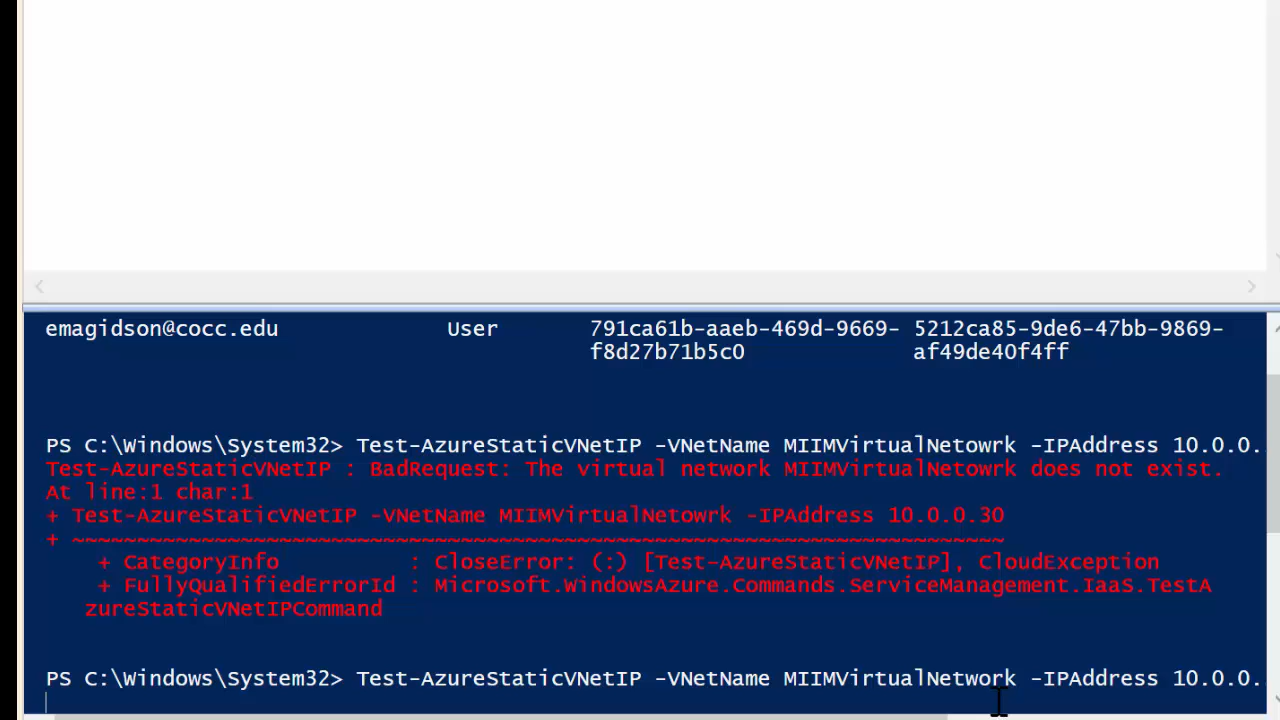 emagidson@cocc.edu User 791ca61b-aaeb-469d-9669- 5212ca85-9de6-47bb-9869-
f8d27b71b5c0 af49de40f4ff
PS C:\Windows\System32> Test-AzureStaticVNetIP -VNetName MIIMVirtualNetowrk -IPAddress 10.0.0.
Test-AzureStaticVNetIP : BadRequest: The virtual network MIIMVirtualNetowrk does not exist.
At line:1 char:1
+ Test-AzureStaticVNetIP -VNetName MIIMVirtualNetowrk -IPAddress 10.0.0.30
+ ~~~~~~~~~~~~~~~~~~~~~~~~~~~~~~~~~~~~~~~~~~~~~~~~~~~~~~~~~~~~~~~~~~~~~~~~
+ CategoryInfo : CloseError: (:) [Test-AzureStaticVNetIP], CloudException
+ FullyQualifiedErrorId : Microsoft.WindowsAzure.Commands.ServiceManagement.IaaS.TestA
zureStaticVNetIPCommand
PS C:\Windows\System32> Test-AzureStaticVNetIP -VNetName MIIMVirtualNetwork -IPAddress 10.0.0.